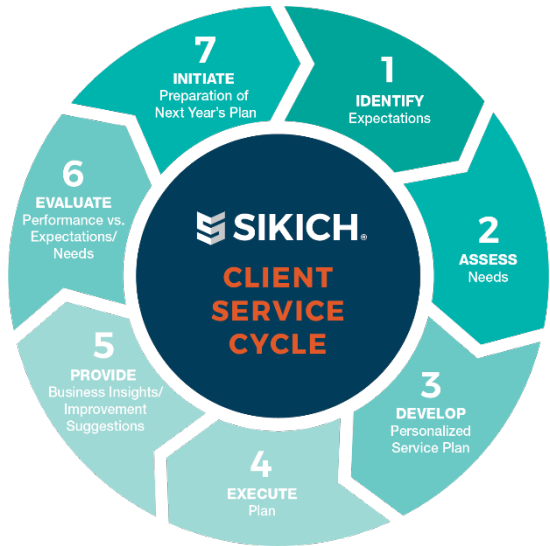 SIKICH®
CLIENT
SERVICE
CYCLE
1
IDENTIFY
Expectations
2
ASSESS
Needs
3
DEVELOP
Personalized
Service Plan
4
EXECUTE
Plan
5
PROVIDE
Business Insights/
Improvement
Suggestions
6
EVALUATE
Performance vs.
Expectations/
Needs
7
INITIATE
Preparation of
Next Year's Plan